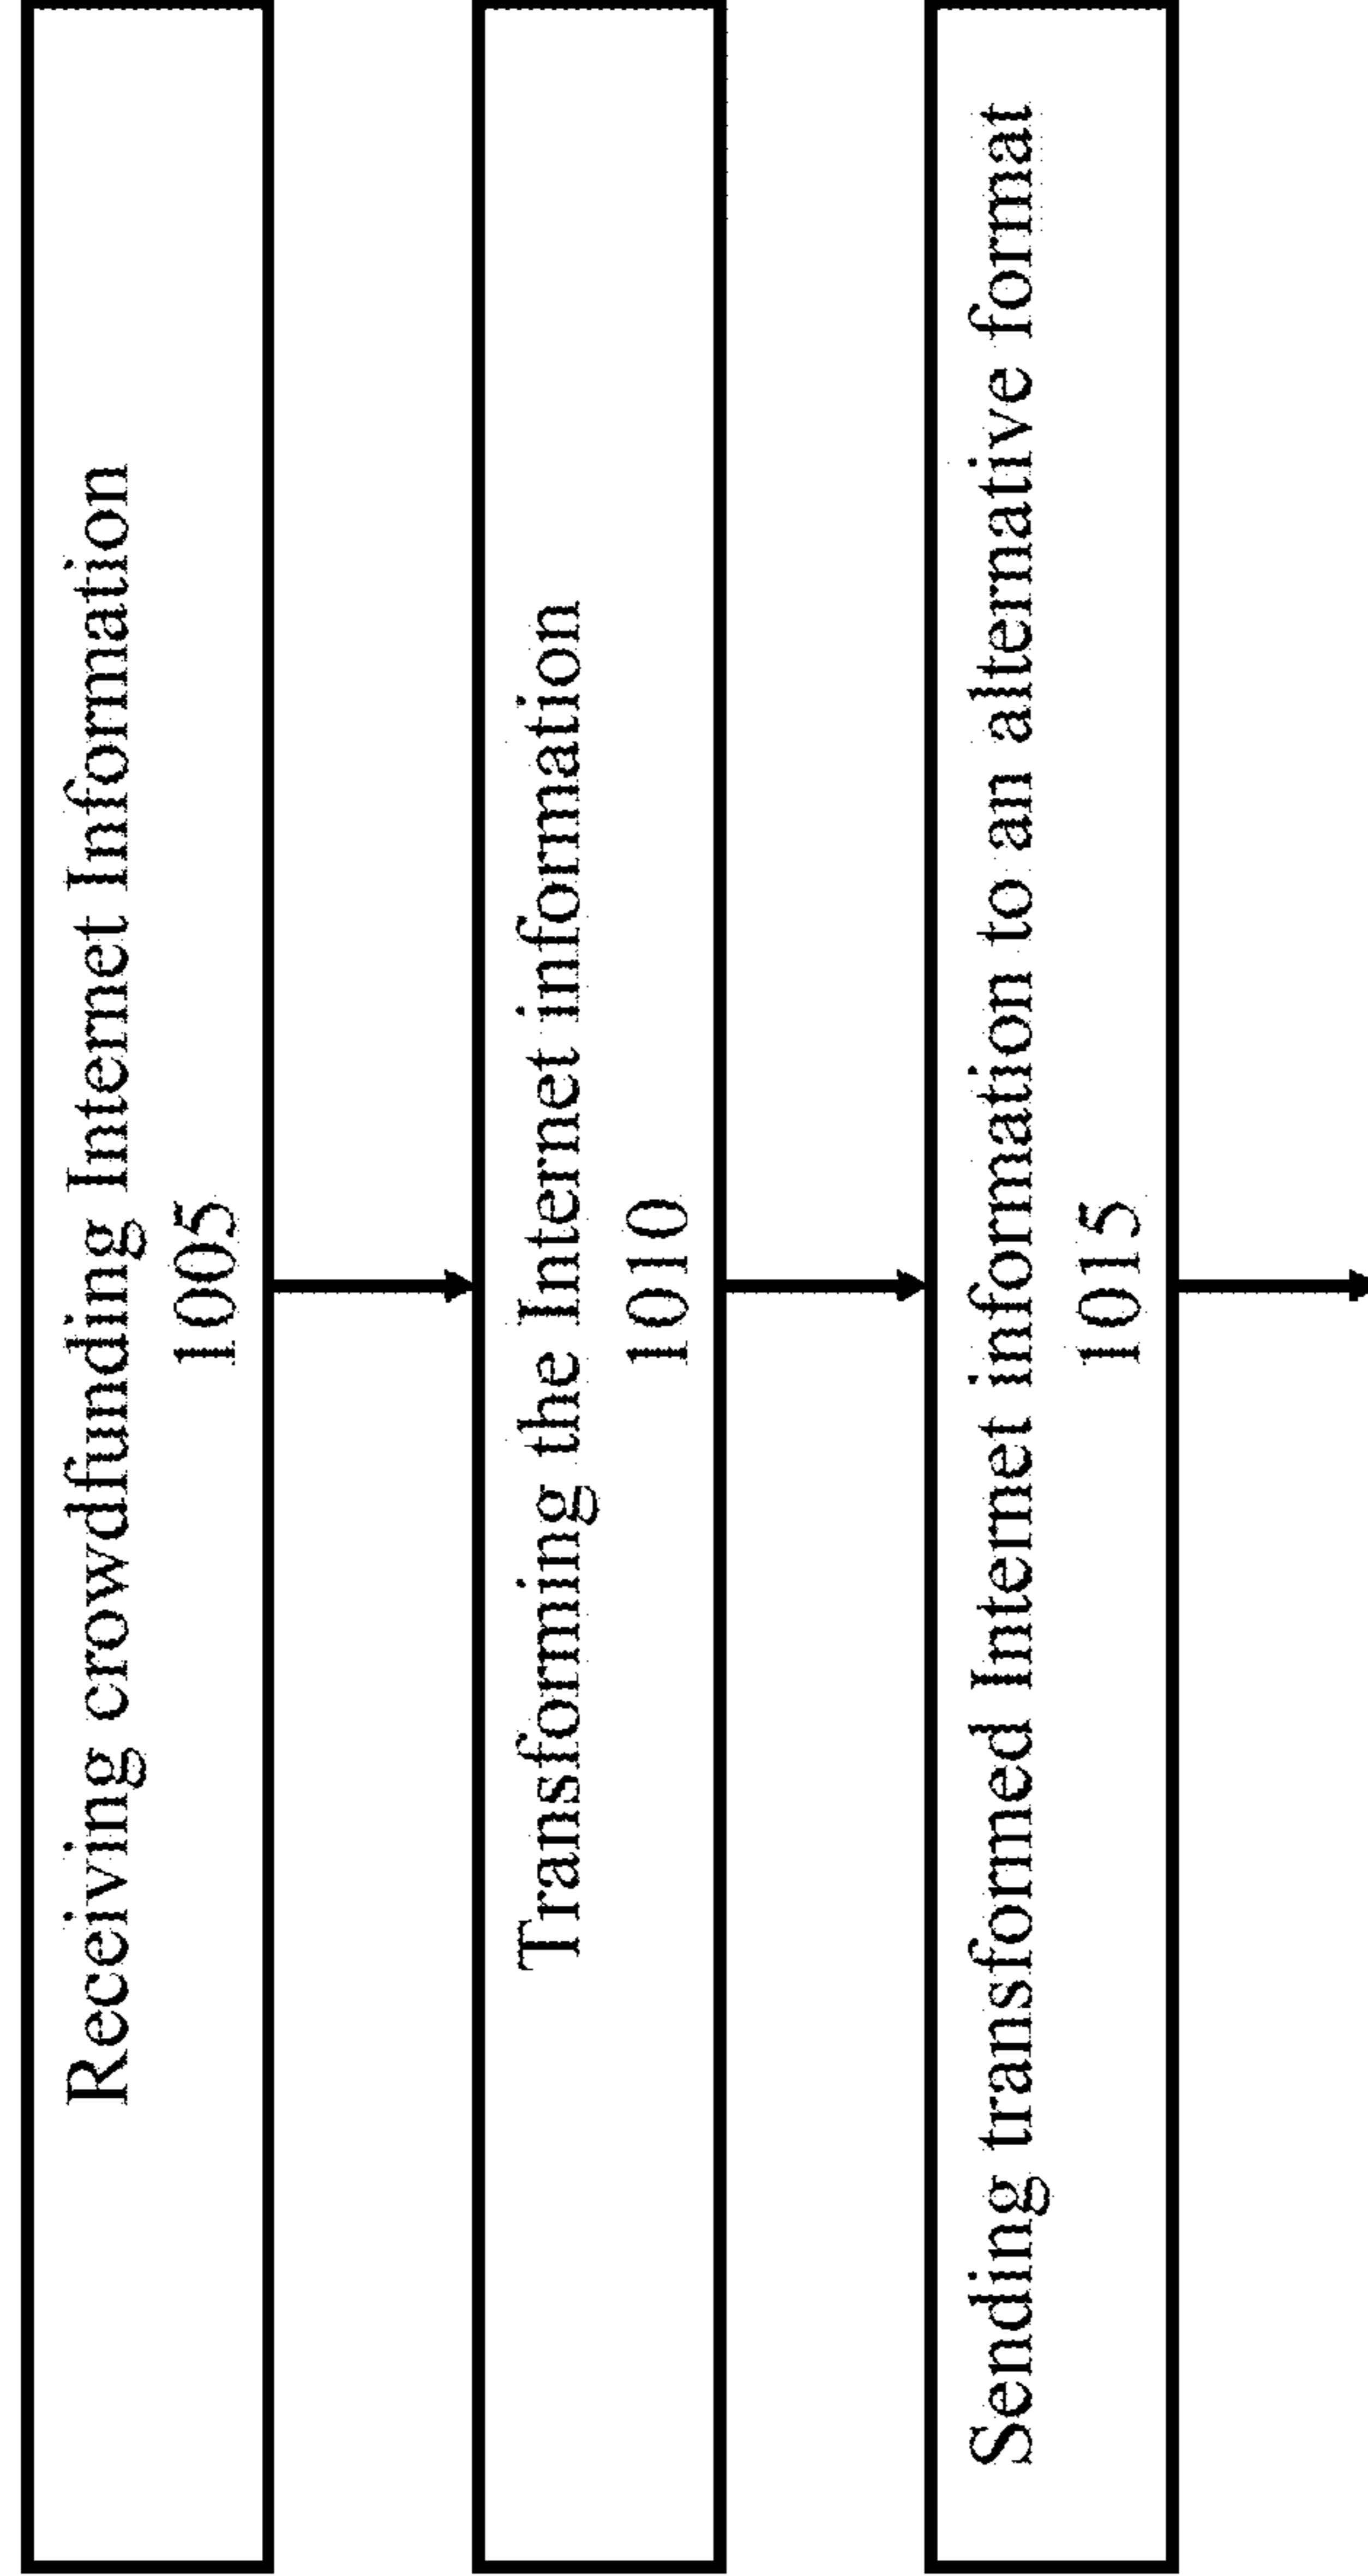 Receiving crowdfunding Internet Information
1005
Transforming the Internet information
1010
Sending transformed Internet information to an alternative format
1015